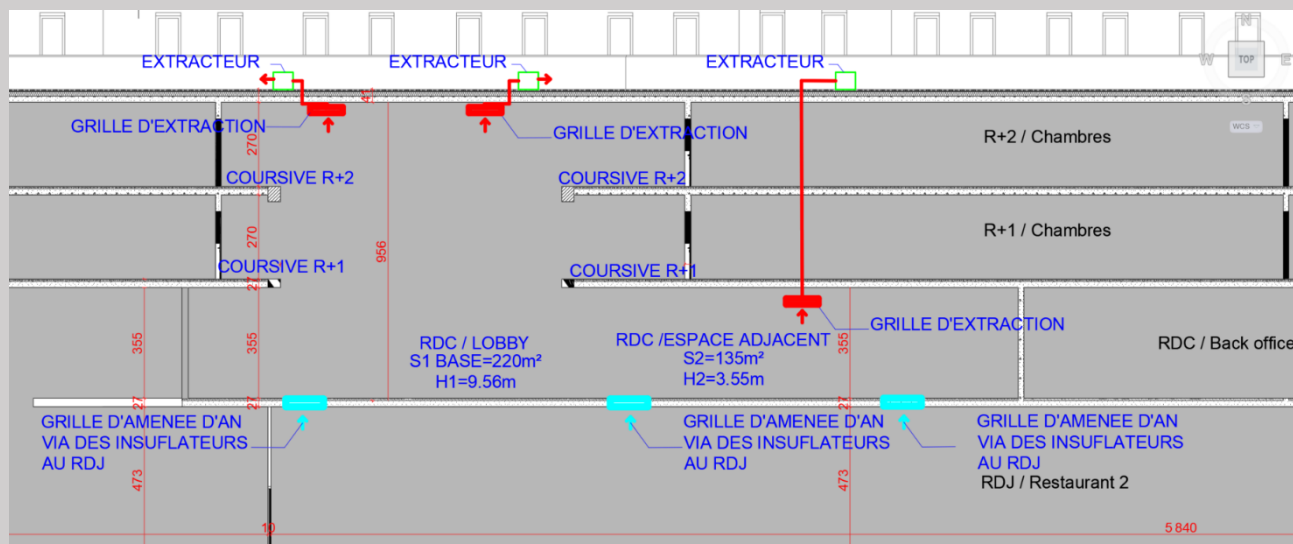 N
W
TOP
E
S
WCS
EXTRACTEUR
EXTRACTEUR
EXTRACTEUR
41
GRILLE D'EXTRACTION
GRILLE D'EXTRACTION
270
R+2 / Chambres
COURSIVE R+2
COURSIVE R+2
270
956
R+1 / Chambres
COURSIVE R+1
COURSIVE R+1
27
27
GRILLE D'EXTRACTION
355
355
355
RDC / LOBBY
S1 BASE=220m²
H1=9.56m
RDC /ESPACE ADJACENT
S2=135m²
H2=3.55m
RDC / Back office
27
27
27
GRILLE D'AMENEE D'AN
VIA DES INSUFLATEURS
AU RDJ
GRILLE D'AMENEE D'AN
VIA DES INSUFLATEURS
AU RDJ
GRILLE D'AMENEE D'AN
VIA DES INSUFLATEURS
AU RDJ
473
473
RDJ / Restaurant 2
10
5 840